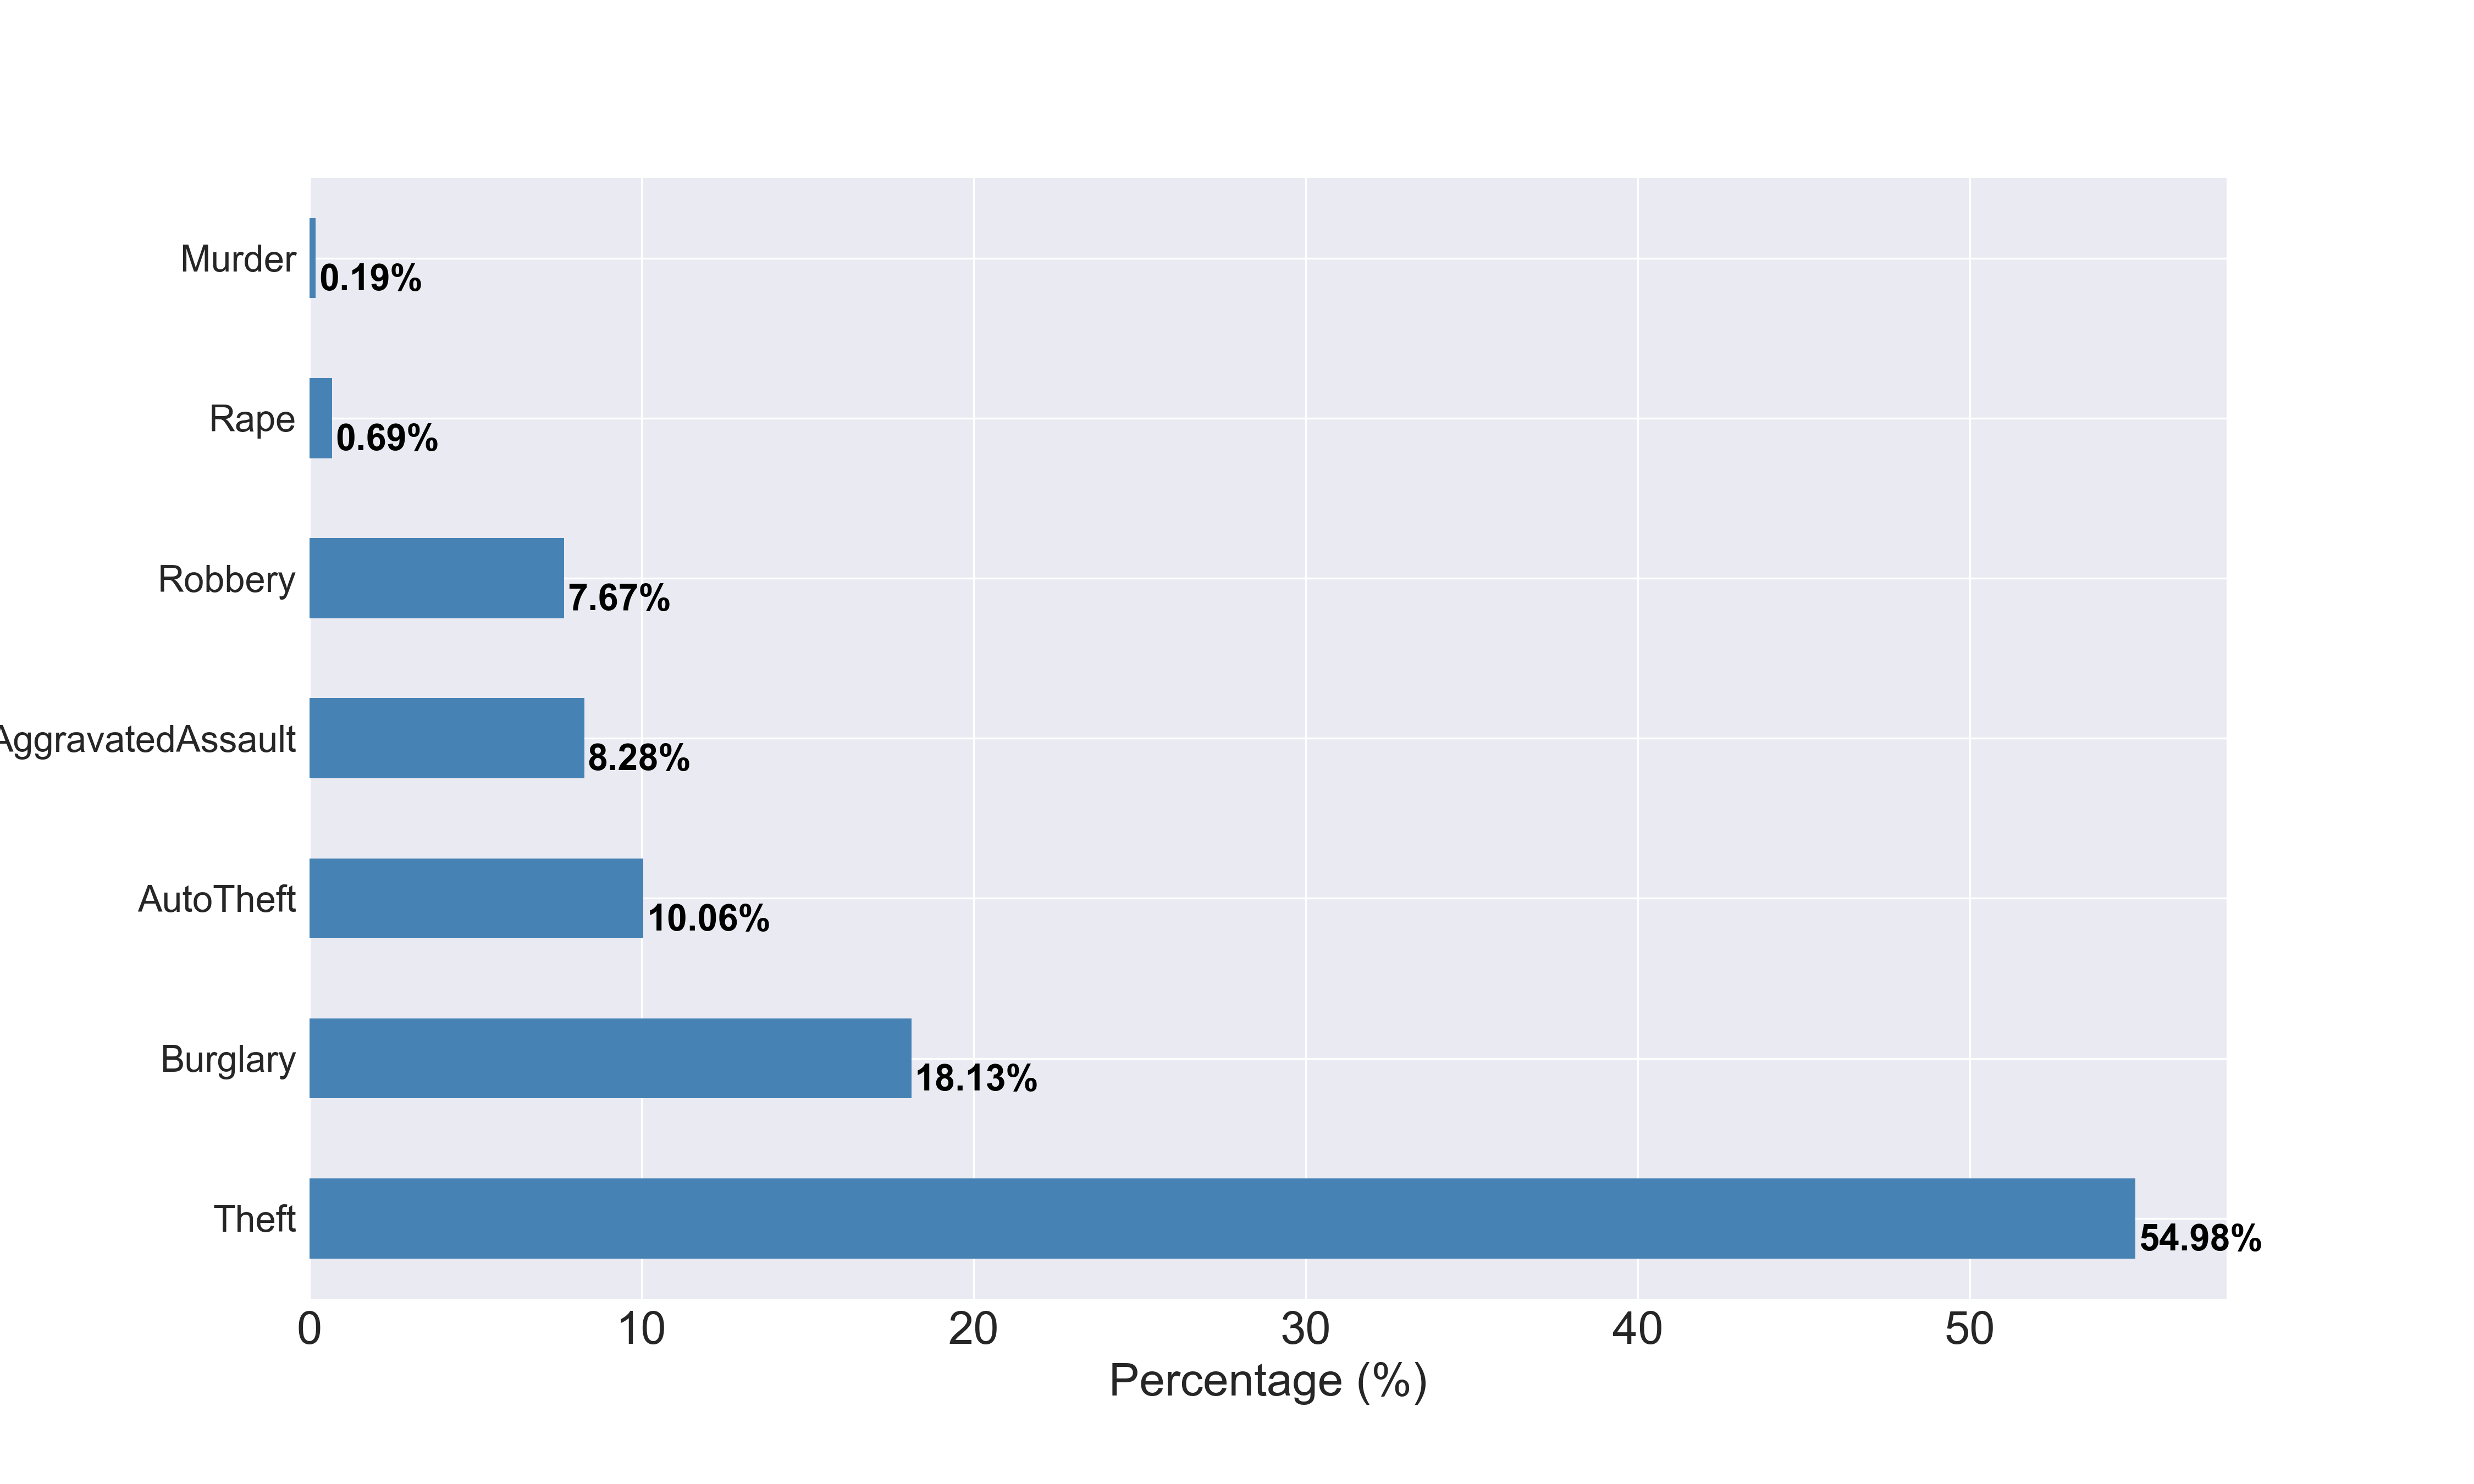 Murder
0.19%
Rape
0.69%
Robbery
7.67%
AggravatedAssault
8.28%
AutoTheft
10.06%
Burglary
18.13%
Theft
54.98%
0 10 20 30 40 50
Percentage (%)